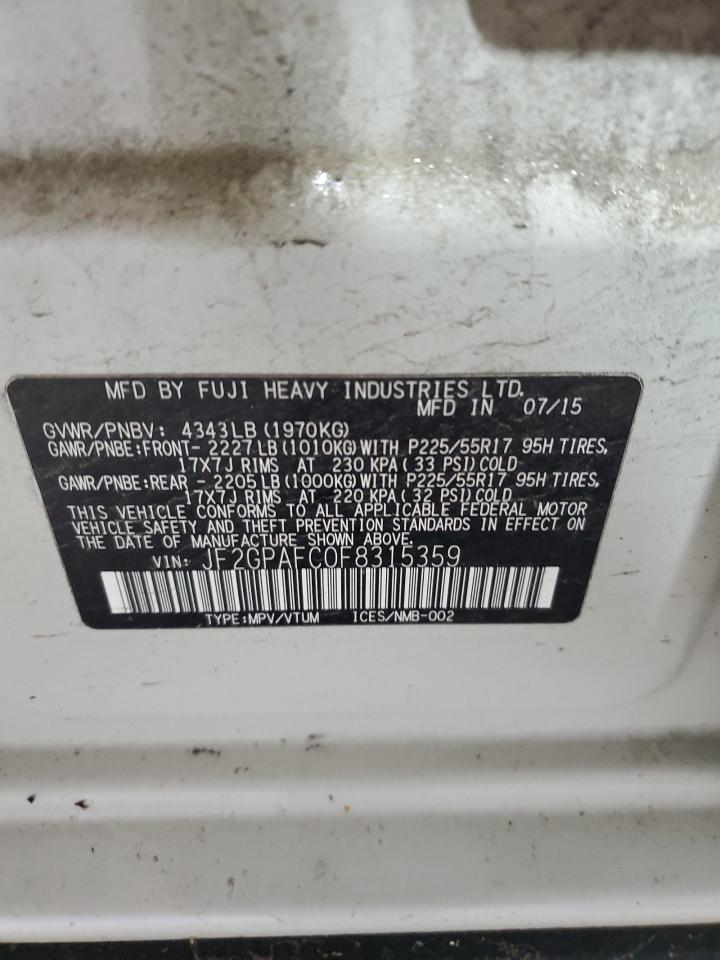 MFD BY FUJI HEAVY INDUSTRIES LTD.
MFD IN 07/15
GVWR/PNBV: 4343LB(1970KG)
GAWR/PNBE:FRONT- 2227LB(1010KG)WITH P225/55R17 95H TIRES,
17X7J RIMS AT 230 KPA( 33 PSI)COLD
GAWR/PNBE:REAR - 2205LB(1000KG)WITH P225/55R17 95H TIRES,
17X7J RIMS AT 220 KPA( 32 PSI)COLD
THIS VEHICLE CONFORMS TO ALL APPLICABLE FEDERAL MOTOR
VEHICLE SAFETY AND THEFT PREVENTION STANDARDS IN EFFECT ON
THE DATE OF MANUFACTURE SHOWN ABOVE.
VIN: JF2GPAFC0F8315359
TYPE:MPV/VTUM ICES/NMB-002